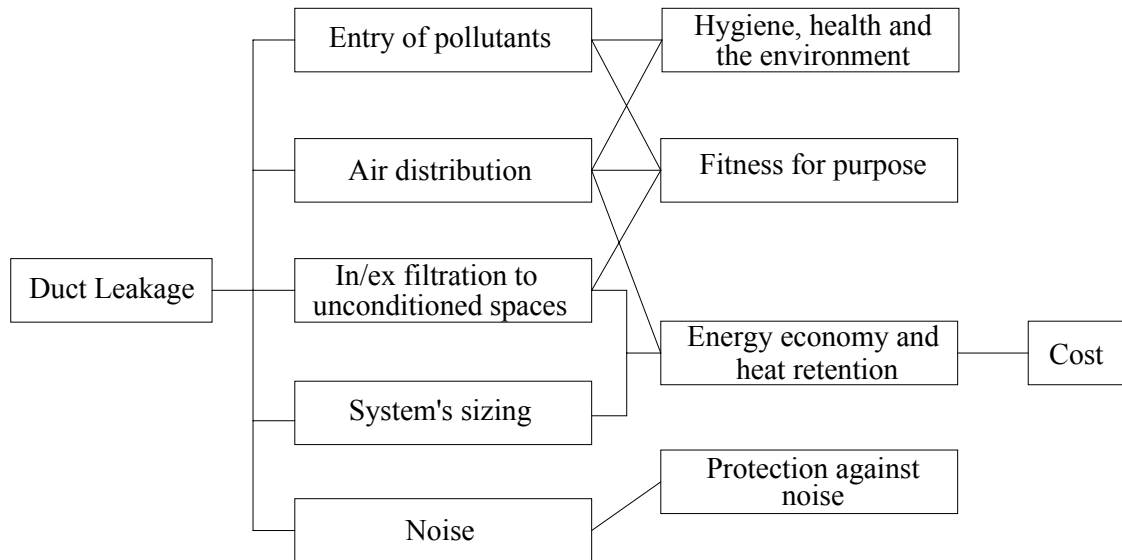 Entry of pollutants
Hygiene, health and
the environment
Air distribution
Fitness for purpose
Duct Leakage
In/ex filtration to
unconditioned spaces
Energy economy and
heat retention
Cost
System's sizing
Protection against
noise
Noise